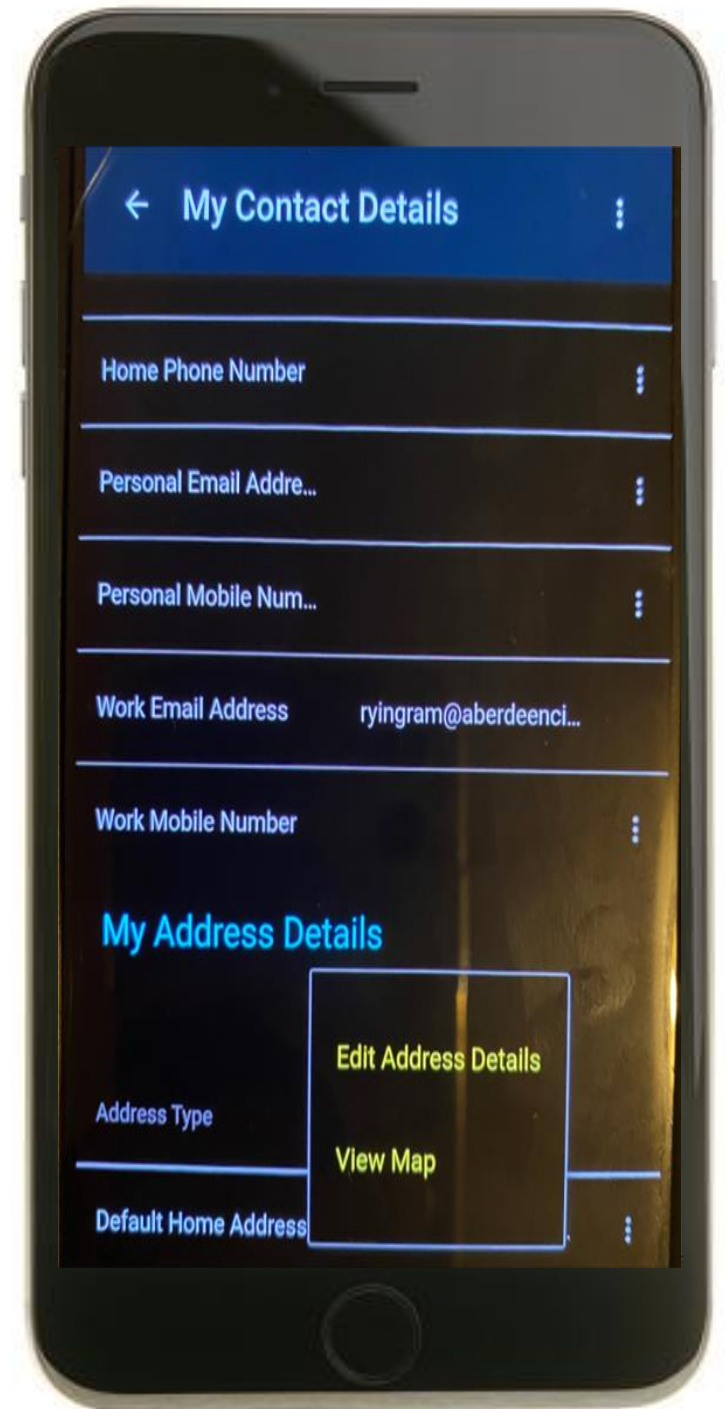 My Contact Details
Home Phone Number
Personal Email Addre...
Personal Mobile Num...
Work Email Address ryingram@aberdeenci...
Work Mobile Number
My Address Details
Edit Address Details
Address Type
View Map
Default Home Address